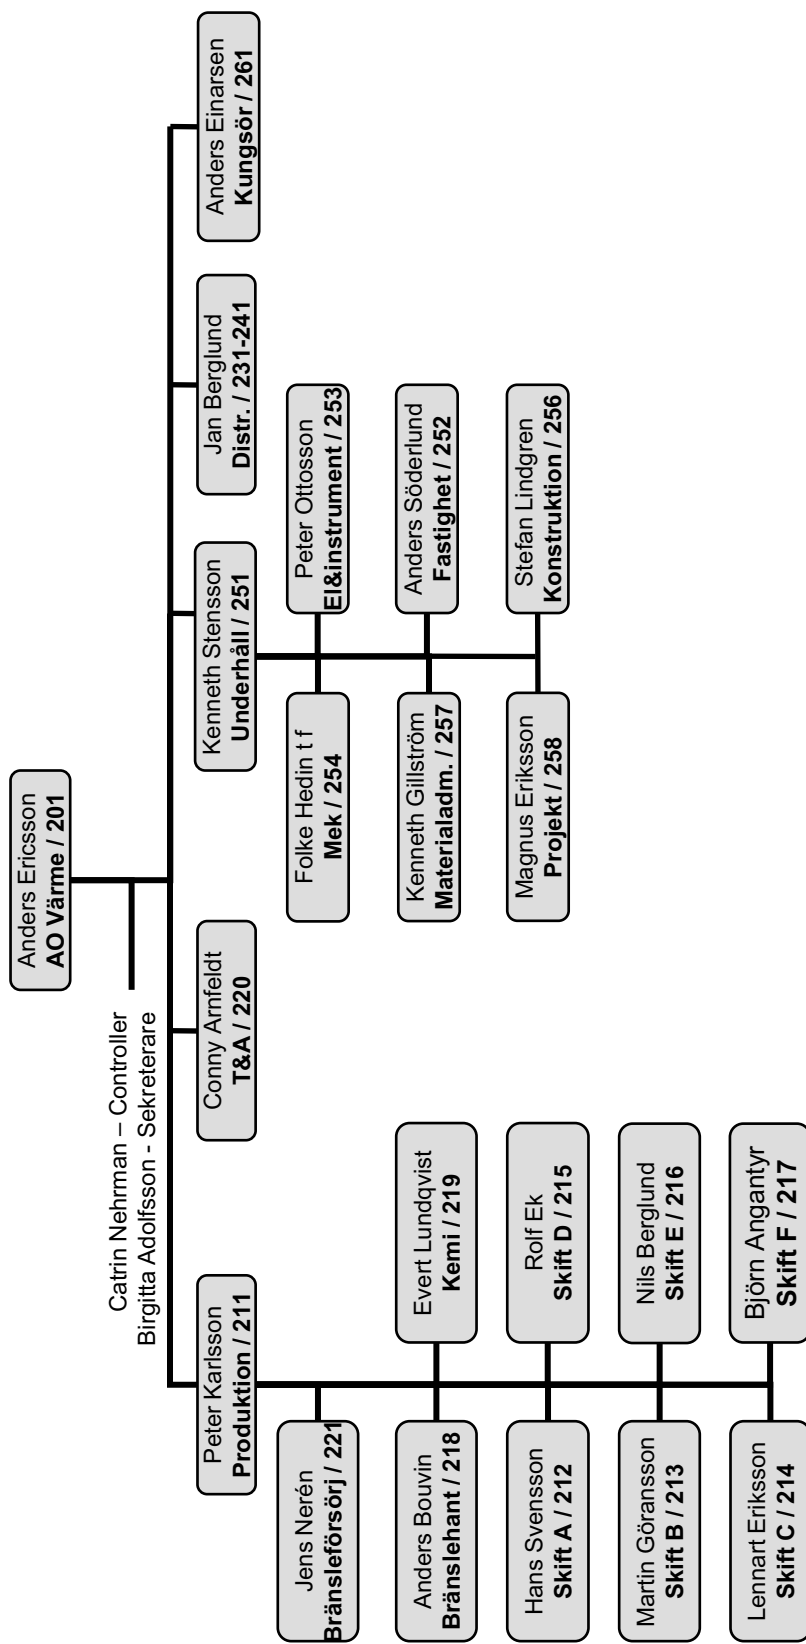 Anders Ericsson
AO Värme / 201
Catrin Nehrman – Controller
Birgitta Adolfsson - Sekreterare
Peter Karlsson
Produktion / 211
Conny Arnfeldt
T&A / 220
Kenneth Stensson
Underhåll / 251
Jan Berglund
Distr. / 231-241
Anders Einarsen
Kungsör / 261
Jens Nerén
Bränsleförsörj / 221
Folke Hedin t f
Mek / 254
Peter Ottosson
El&instrument / 253
Anders Bouvin
Bränslehant / 218
Evert Lundqvist
Kemi / 219
Kenneth Gillström
Materialadm. / 257
Anders Söderlund
Fastighet / 252
Hans Svensson
Skift A / 212
Rolf Ek
Skift D / 215
Magnus Eriksson
Projekt / 258
Stefan Lindgren
Konstruktion / 256
Martin Göransson
Skift B / 213
Nils Berglund
Skift E / 216
Lennart Eriksson
Skift C / 214
Björn Angantyr
Skift F / 217